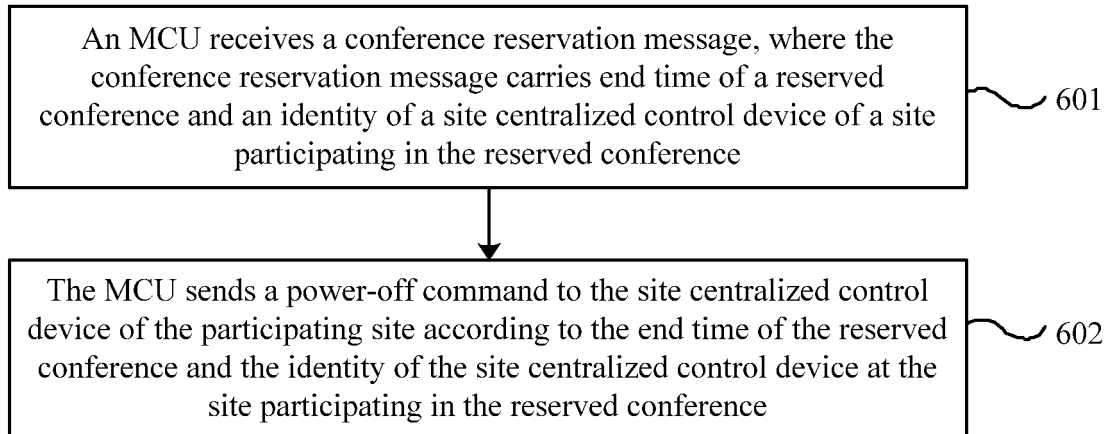 An MCU receives a conference reservation message, where the
conference reservation message carries end time of a reserved
conference and an identity of a site centralized control device of a site
participating in the reserved conference
601
The MCU sends a power-off command to the site centralized control
device of the participating site according to the end time of the reserved
conference and the identity of the site centralized control device at the
site participating in the reserved conference
602